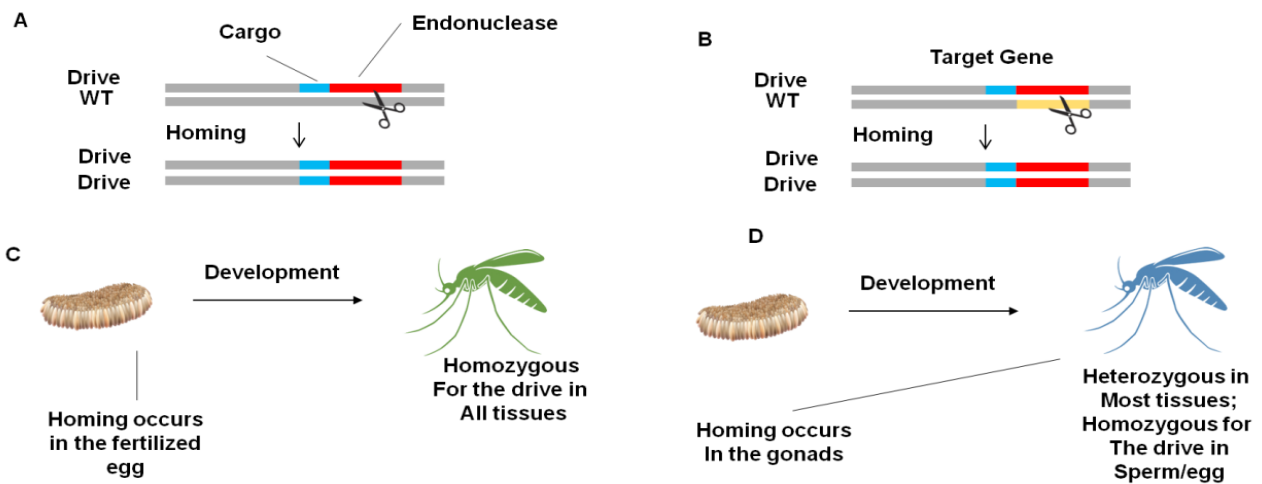 A
Cargo
Endonuclease
Drive
WT
Homing
Drive
Drive
B
Target Gene
Drive
WT
Homing
Drive
Drive
C
Development
Homing occurs
in the fertilized
egg
Homozygous
For the drive in
All tissues
D
Development
Homing occurs
In the gonads
Heterozygous in
Most tissues;
Homozygous for
The drive in
Sperm/egg